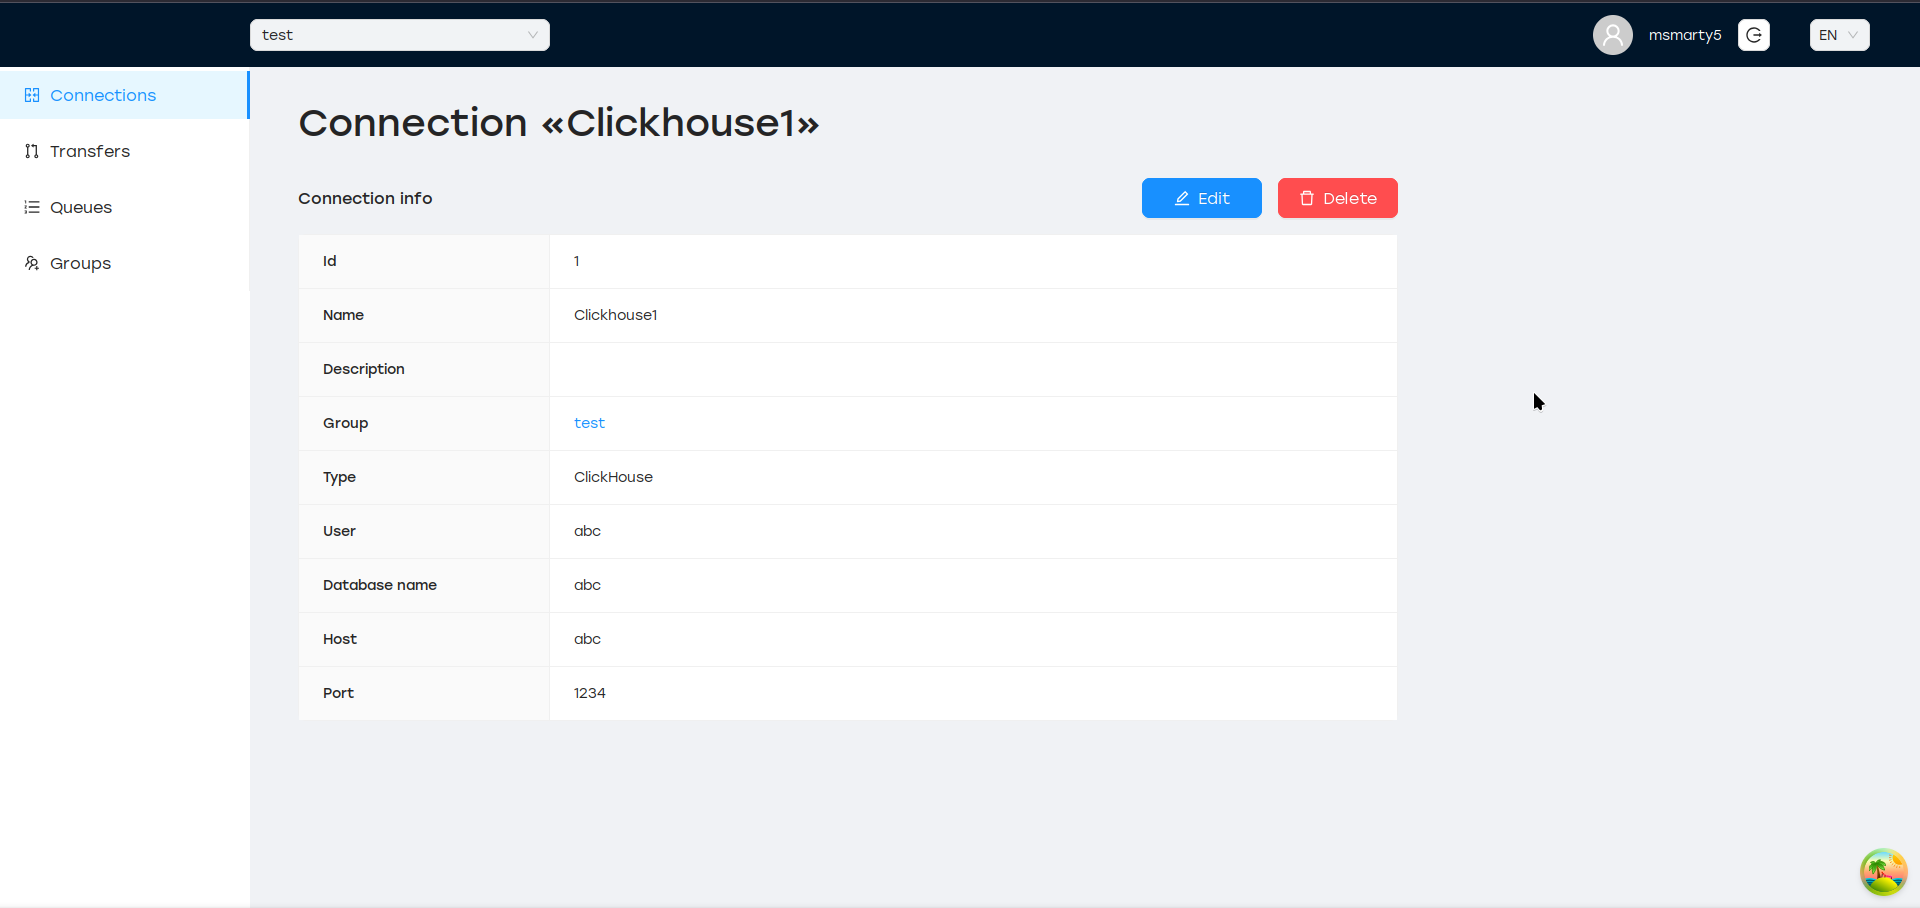 test
msmarty5
EN
Connections
Transfers
Queues
Groups
Connection «Clickhouse1»
Connection info
Edit
Delete
Id 1
Name Clickhouse1
Description
Group test
Type ClickHouse
User abc
Database name abc
Host abc
Port 1234